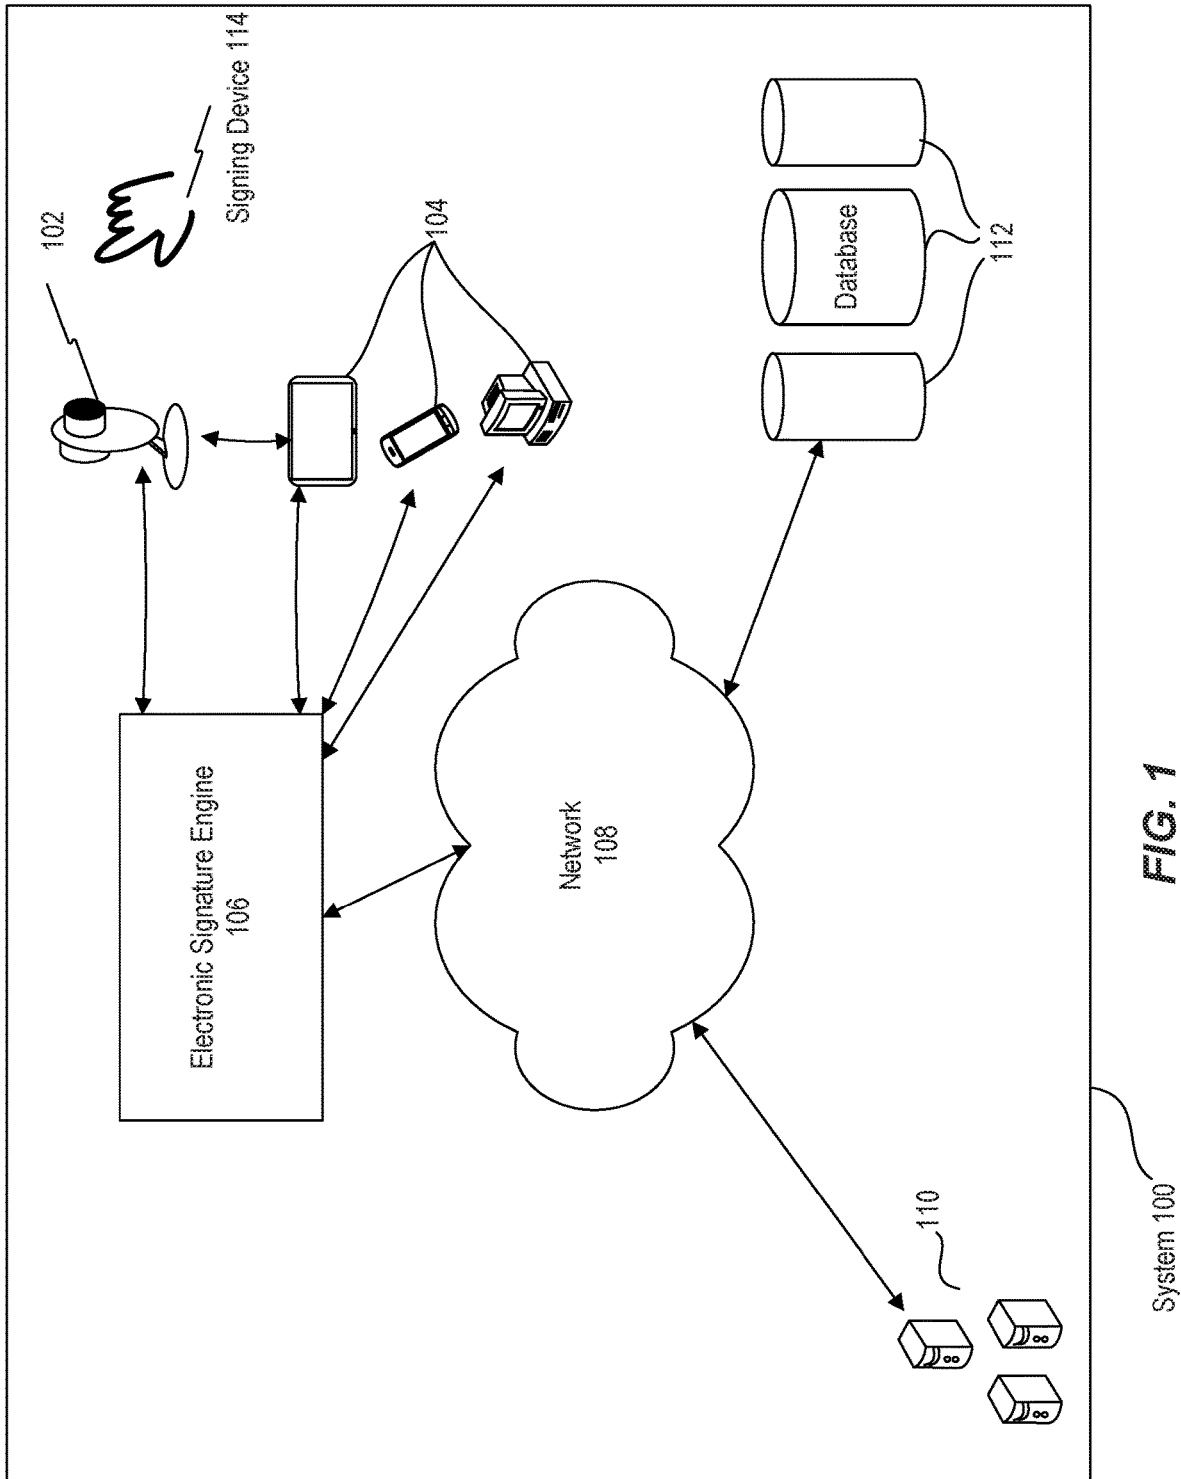 102
Signing Device 114
104
Electronic Signature Engine
106
Network
108
Database
112
110
System 100
FIG. 1